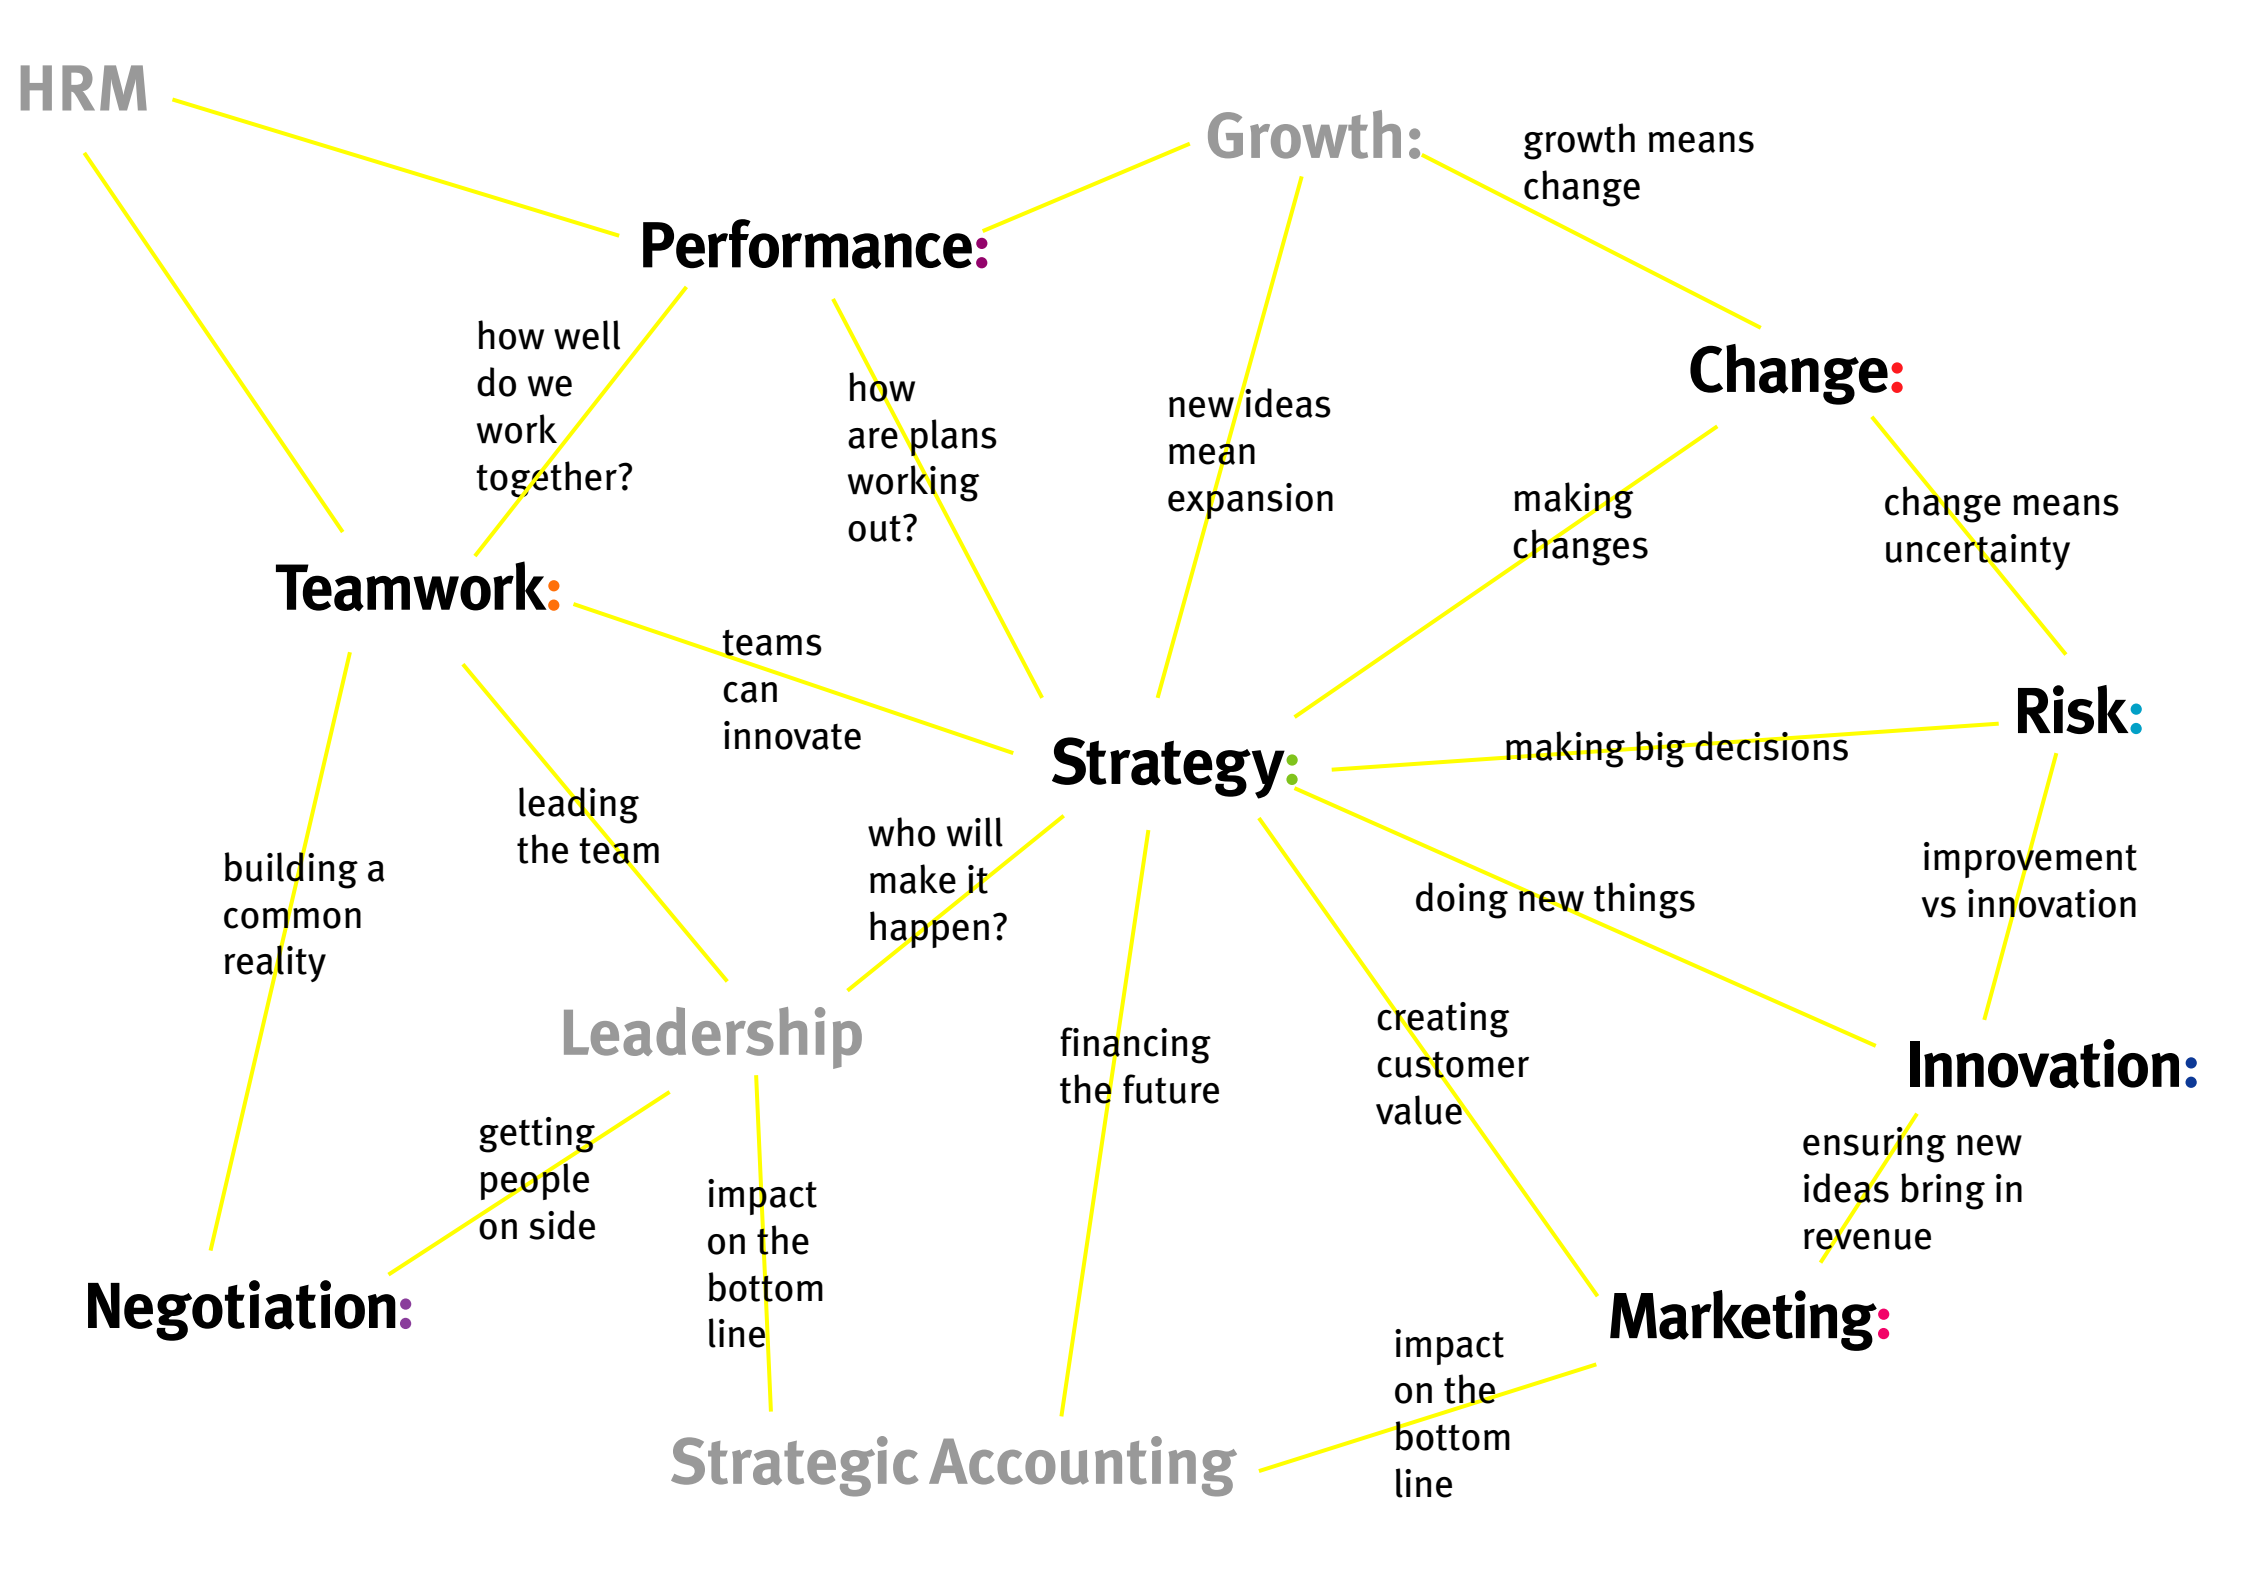 HRM
Growth:
growth means
change
Performance:
how well
do we
work
together?
how
are plans
working
out?
new ideas
mean
expansion
Change:
making
changes
change means
uncertainty
Teamwork:
teams
can
innovate
Strategy:
making big decisions
Risk:
leading
the team
building a
common
reality
who will
make it
happen?
doing new things
improvement
vs innovation
Leadership
financing
the future
creating
customer
value
Innovation:
getting
people
on side
impact
on the
bottom
line
ensuring new
ideas bring in
revenue
Negotiation:
Marketing:
impact
on the
bottom
line
Strategic Accounting